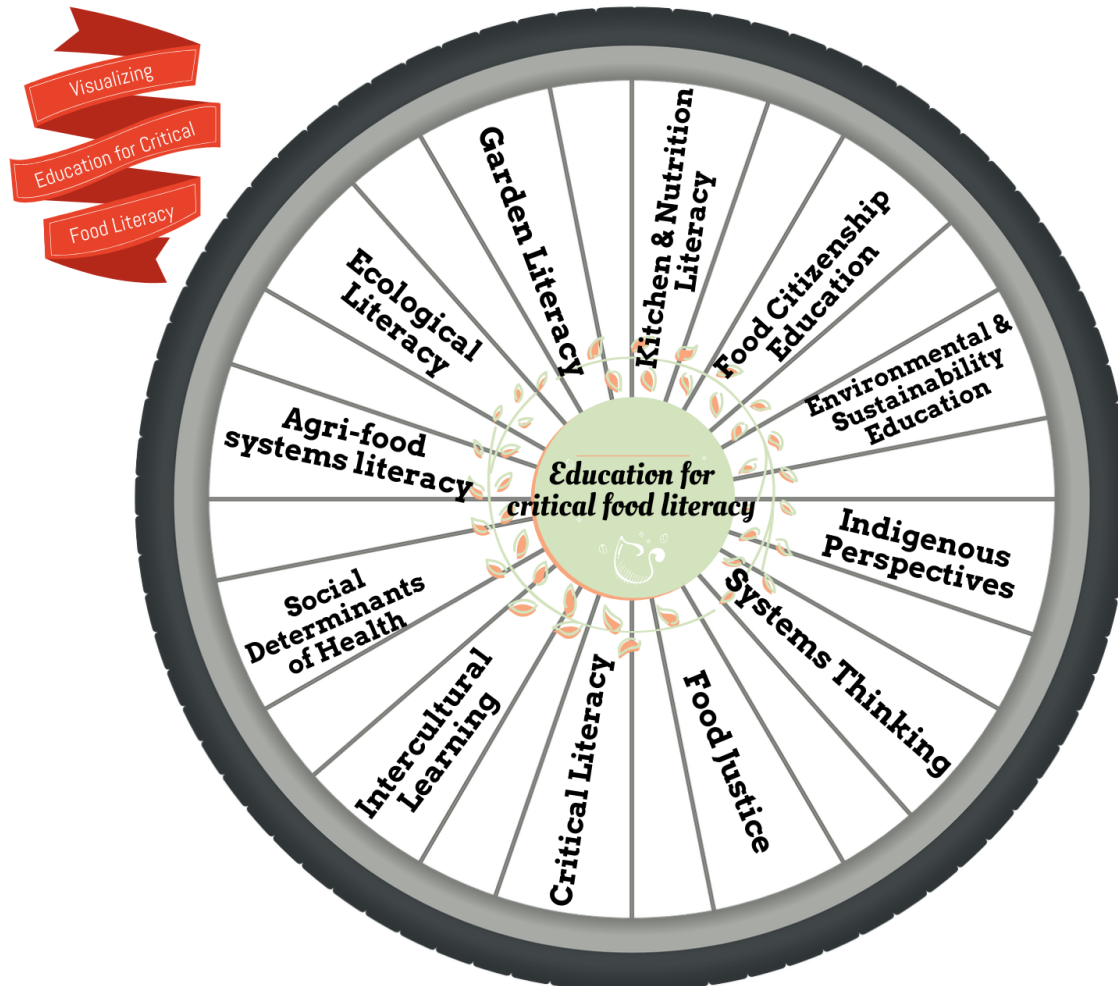 Visualizing
Education for Critical
Food Literacy
Kitchen & Nutrition
Literacy
Food Citizenship
Education
Environmental &
Sustainability
Education
Indigenous
Perspectives
Systems Thinking
Food Justice
Critical Literacy
Intercultural
Learning
Social
Determinants
of Health
Agri-food
systems literacy
Ecological
Literacy
Garden Literacy
Education for
critical food literacy